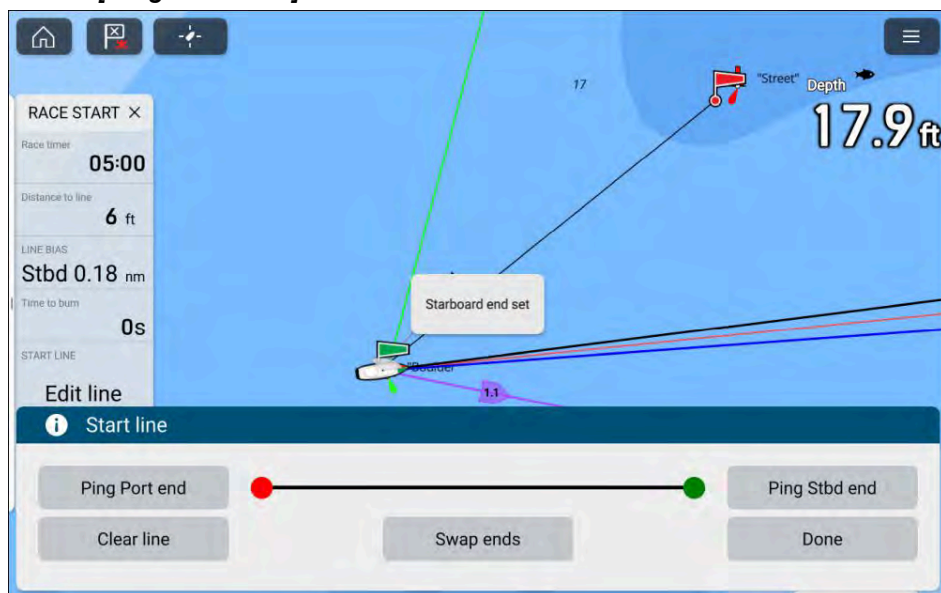 17
"Street"
Depth
17.9 ft
RACE START ×
Race timer
05:00
Distance to line
6 ft
LINE BIAS
Stbd 0.18 nm
Time to burn
0s
START LINE
Edit line
Starboard end set
"Boulder
1.1
Start line
Ping Port end
Ping Stbd end
Clear line
Swap ends
Done